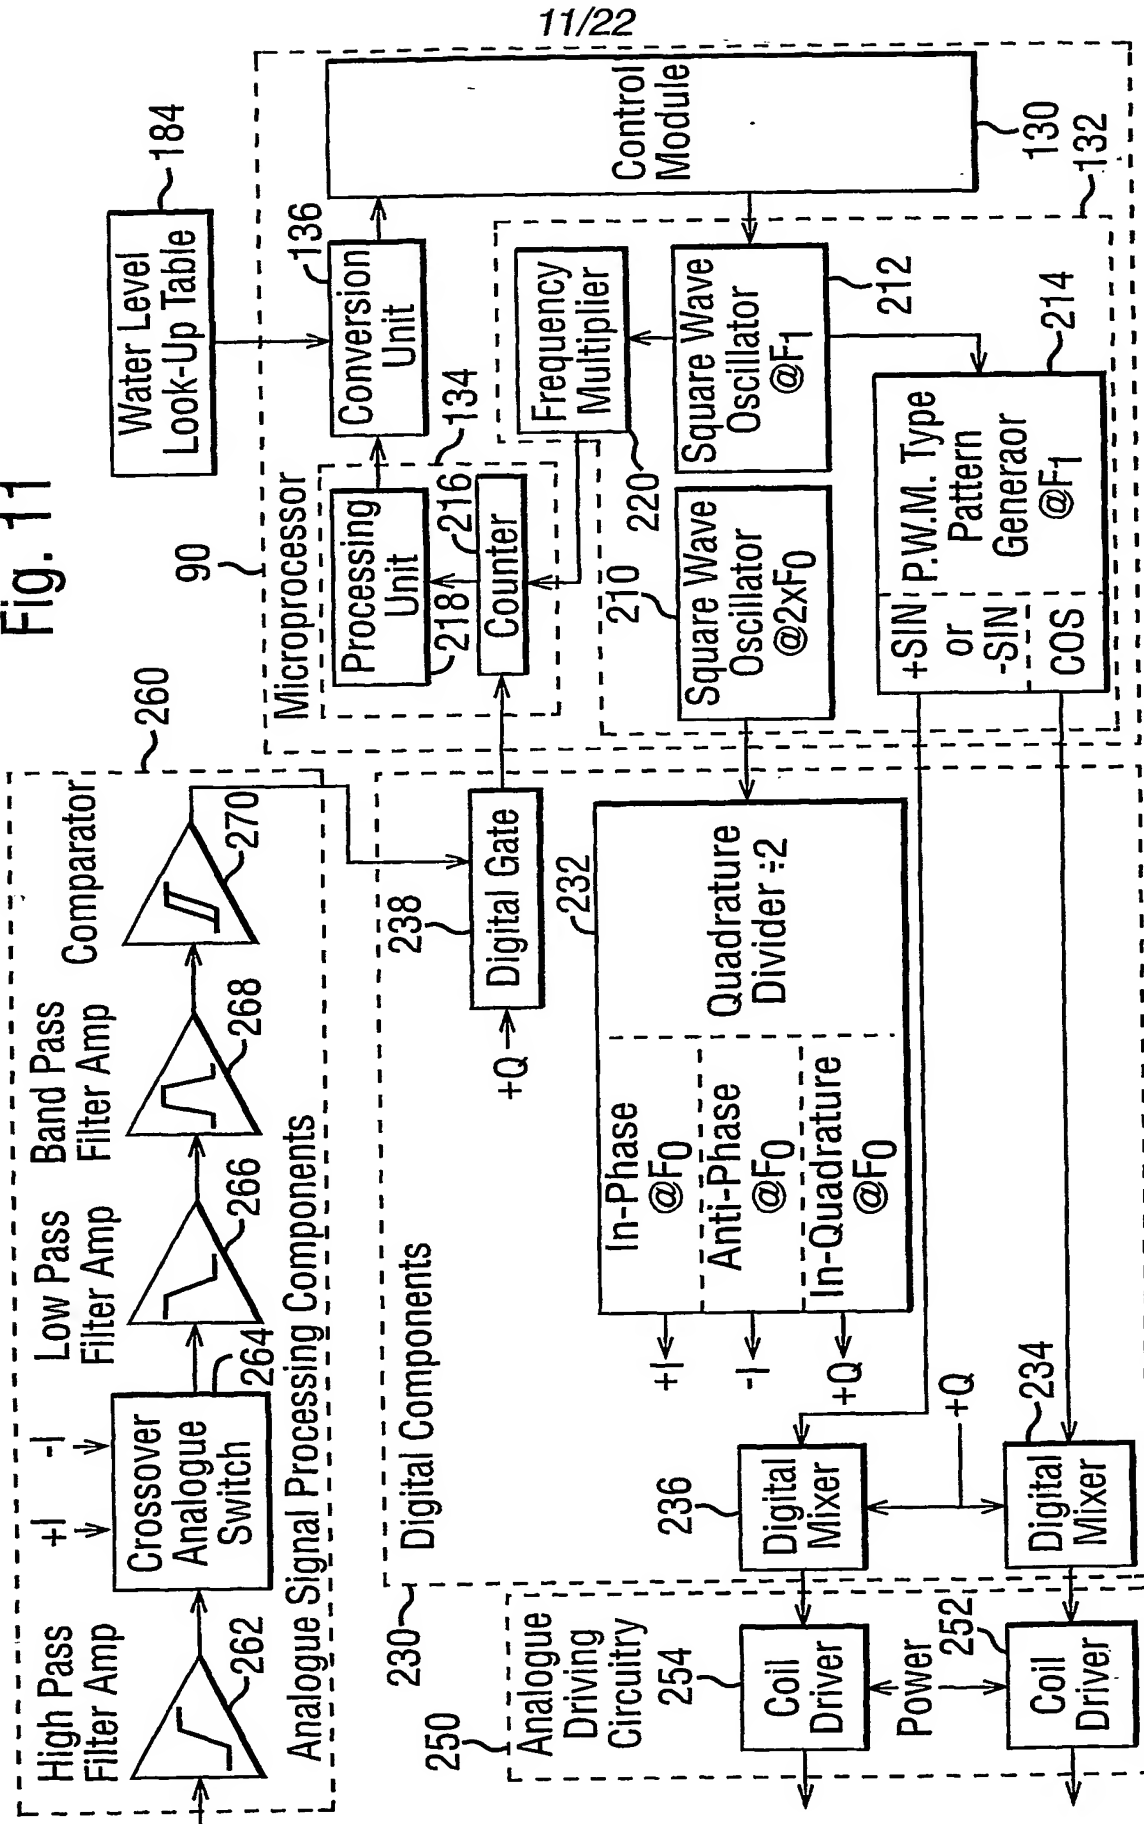 11/22
Fig. 11
High Pass
Filter Amp
262
+I
-I
Crossover
Analogue
Switch
264
Low Pass
Filter Amp
266
Band Pass
Filter Amp
268
Comparator
270
260
Analogue Signal Processing Components
Water Level
Look-Up Table
184
90
Microprocessor
Processing
Unit
218
216
Counter
134
Conversion
Unit
136
Control
Module
130
132
Frequency
Multiplier
220
210
Square Wave
Oscillator
@2xF0
Square Wave
Oscillator
@F1
212
+SIN
or
-SIN
COS
P.W.M. Type
Pattern
Generaor
@F1
214
238
+Q
Digital Gate
232
In-Phase
@F0
Anti-Phase
@F0
In-Quadrature
@F0
Quadrature
Divider ÷2
+I
-I
+Q
Digital Components
230
236
Digital
Mixer
+Q
234
Digital
Mixer
250
Analogue
Driving
Circuitry
254
Coil
Driver
Power
252
Coil
Driver